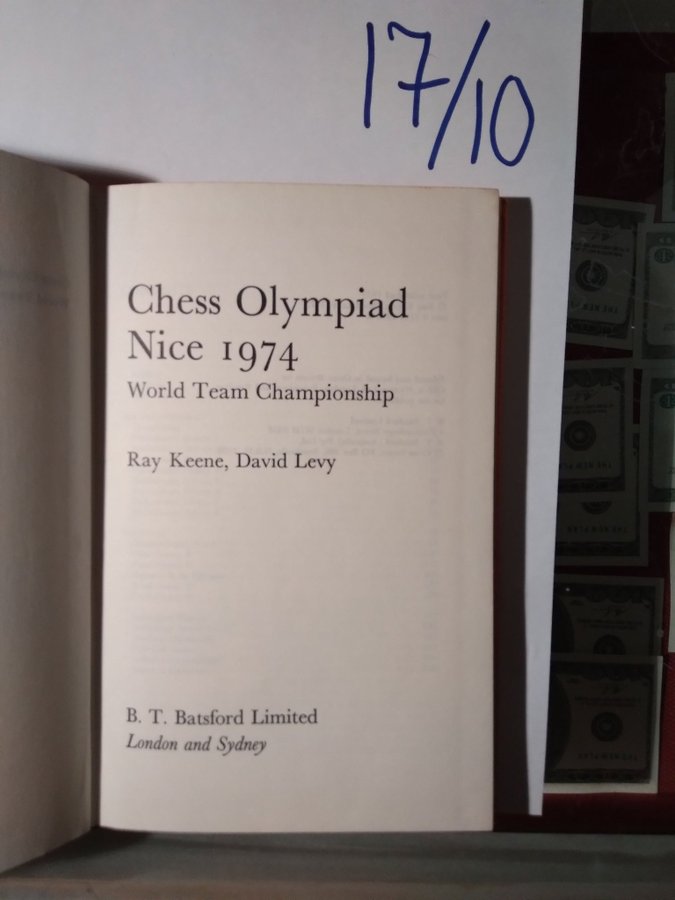 17/10
Chess Olympiad
Nice 1974
World Team Championship
Ray Keene, David Levy
B. T. Batsford Limited
London and Sydney